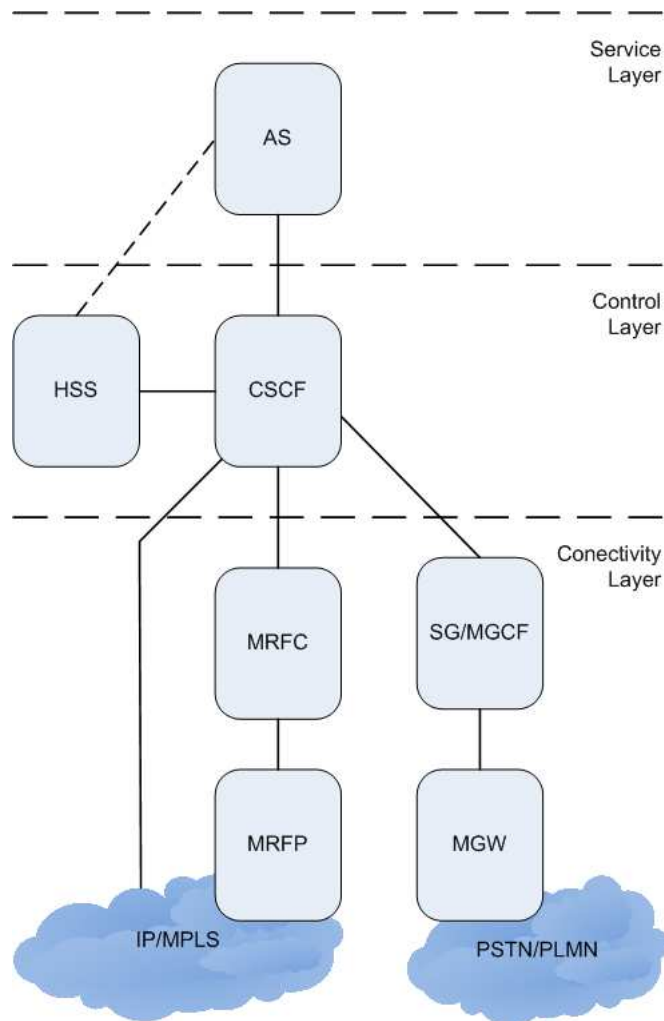 Service
Layer
AS
Control
Layer
HSS
CSCF
Conectivity
Layer
MRFC
SG/MGCF
MRFP
MGW
IP/MPLS
PSTN/PLMN